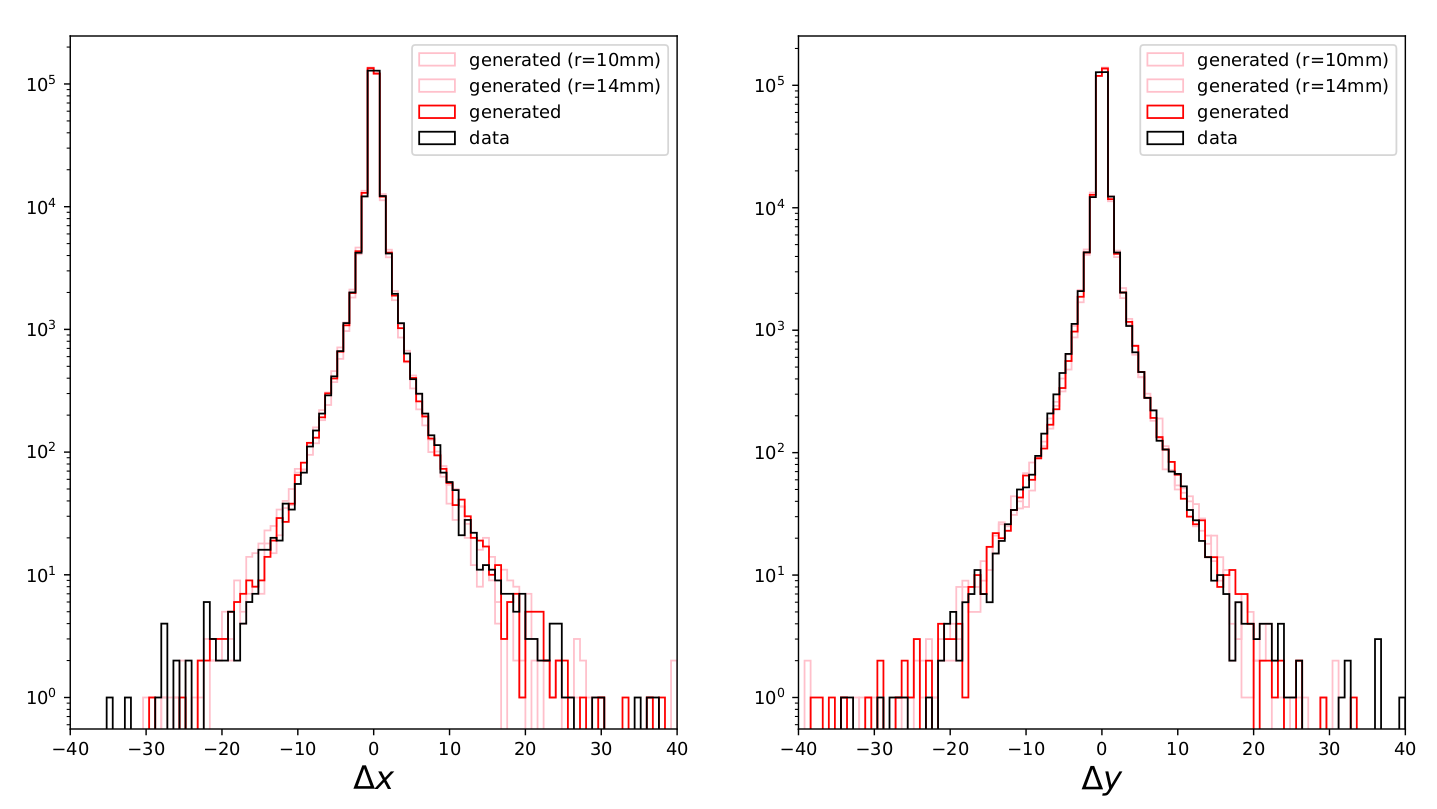 generated (r=10mm)
generated (r=14mm)
generated
data
10⁵
10⁴
10³
10²
10¹
10⁰
−40 −30 −20 −10 0 10 20 30 40
Δx
generated (r=10mm)
generated (r=14mm)
generated
data
10⁵
10⁴
10³
10²
10¹
10⁰
−40 −30 −20 −10 0 10 20 30 40
Δy